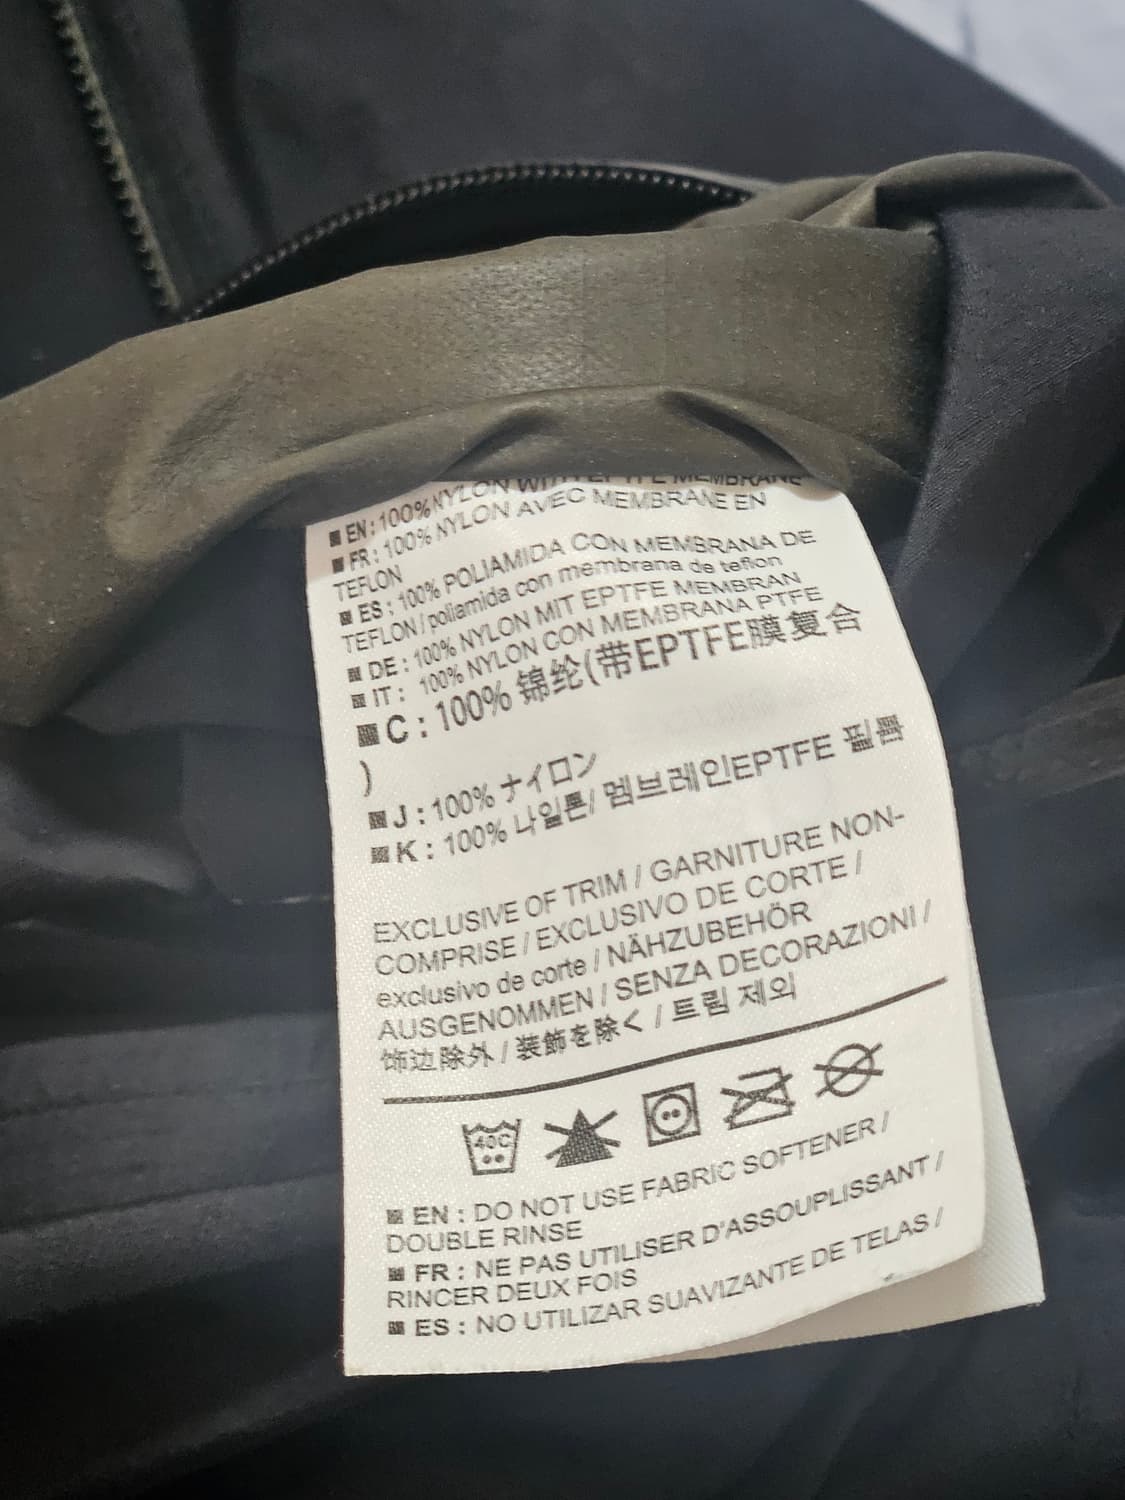 EN : 100% NYLON WITH EPTFE MEMBRANE
FR : 100% NYLON AVEC MEMBRANE EN
TEFLON
ES : 100% POLIAMIDA CON MEMBRANA DE
TEFLON / poliamida con membrana de teflon
DE : 100% NYLON MIT EPTFE MEMBRAN
IT : 100% NYLON CON MEMBRANA PTFE
C : 100% 锦纶(带EPTFE膜复合
)
J : 100% ナイロン
K : 100% 나일론/ 멤브레인EPTFE 필름
EXCLUSIVE OF TRIM / GARNITURE NON-
COMPRISE / EXCLUSIVO DE CORTE /
exclusivo de corte / NÄHZUBEHÖR
AUSGENOMMEN / SENZA DECORAZIONI /
饰边除外 / 装飾を除く / 트림 제외
40C
EN : DO NOT USE FABRIC SOFTENER /
DOUBLE RINSE
FR : NE PAS UTILISER D'ASSOUPLISSANT /
RINCER DEUX FOIS
ES : NO UTILIZAR SUAVIZANTE DE TELAS /